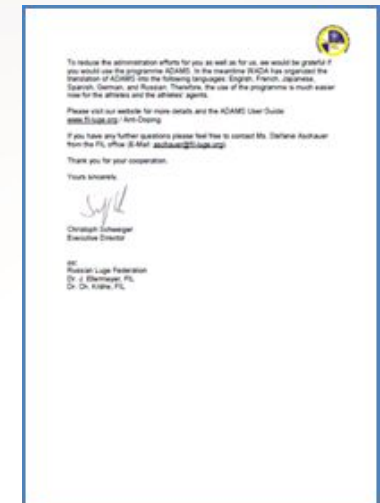 To reduce the administration efforts for you as well as for us, we would be grateful if
you would use the programme ADAMS. In the meantime WADA has organized the
translation of ADAMS into the following languages: English, French, Japanese,
Spanish, German, and Russian. Therefore, the use of the programme is much easier
now for the athletes and the athletes' agents.
Please visit our website for more details and the ADAMS User Guide
www.fil-luge.org / Anti-Doping.
If you have any further questions please feel free to contact Ms. Stefanie Aschauer
from the FIL office (E-Mail: aschauer@fil-luge.org).
Thank you for your cooperation.
Yours sincerely,
Christoph Schweiger
Executive Director
cc:
Russian Luge Federation
Dr. J. Ellermeyer, FIL
Dr. Ch. Krähe, FIL